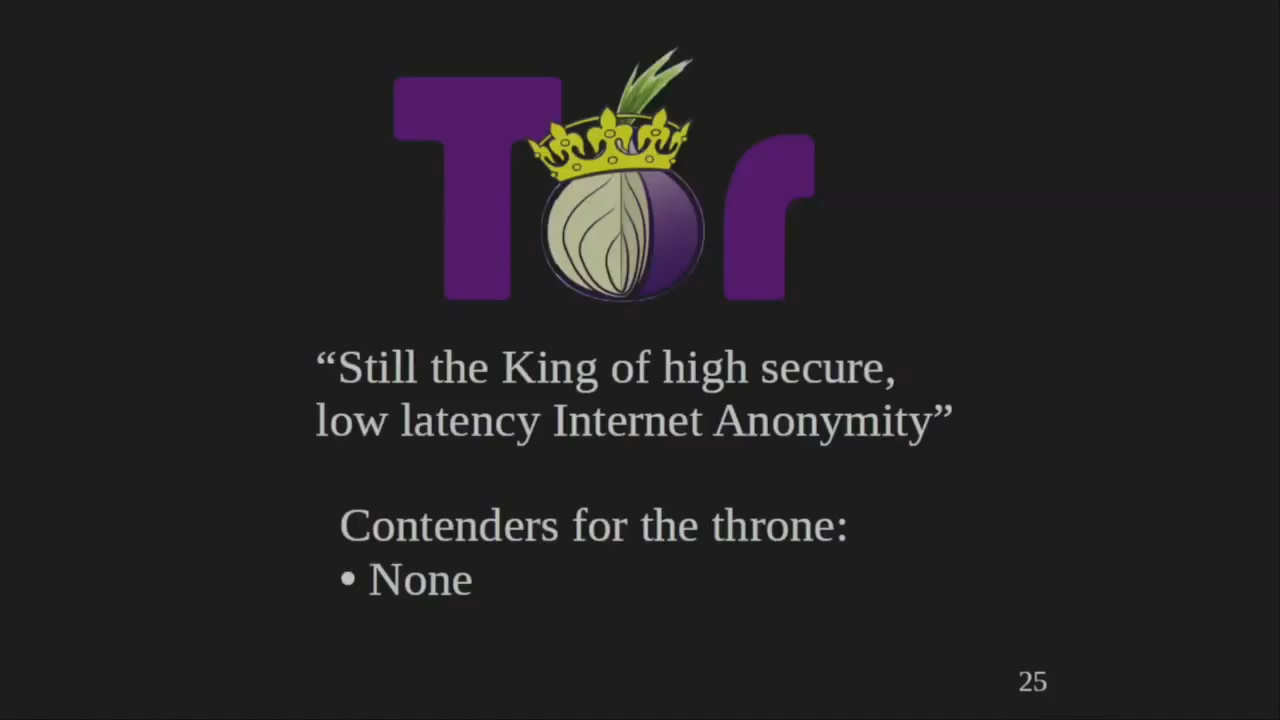 Tor
“Still the King of high secure,
low latency Internet Anonymity”
Contenders for the throne:
• None
25